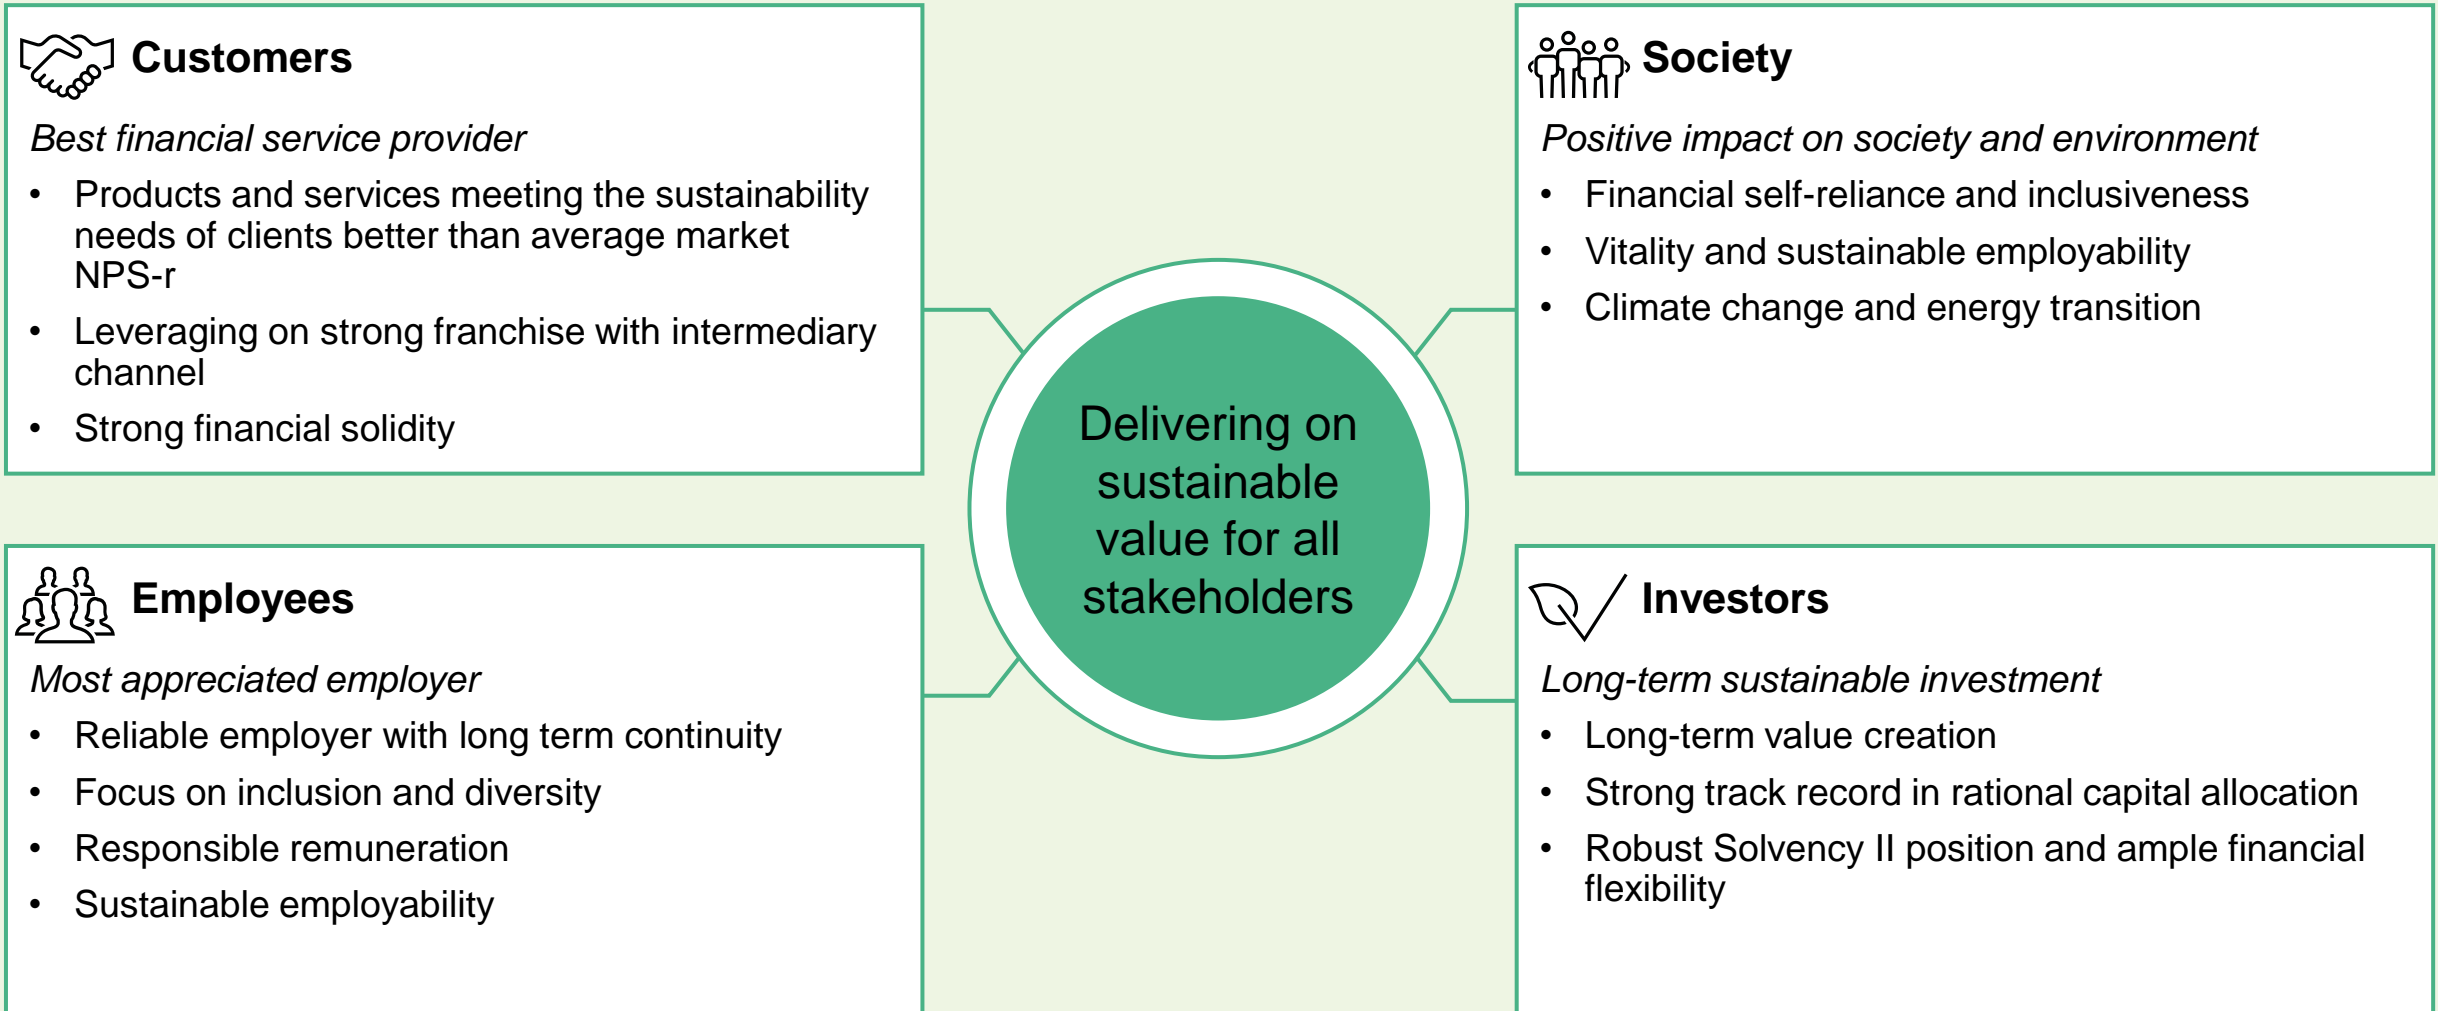 Customers
Best financial service provider
• Products and services meeting the sustainability
needs of clients better than average market
NPS-r
• Leveraging on strong franchise with intermediary
channel
• Strong financial solidity
Society
Positive impact on society and environment
• Financial self-reliance and inclusiveness
• Vitality and sustainable employability
• Climate change and energy transition
Delivering on
sustainable
value for all
stakeholders
Employees
Most appreciated employer
• Reliable employer with long term continuity
• Focus on inclusion and diversity
• Responsible remuneration
• Sustainable employability
Investors
Long-term sustainable investment
• Long-term value creation
• Strong track record in rational capital allocation
• Robust Solvency II position and ample financial
flexibility